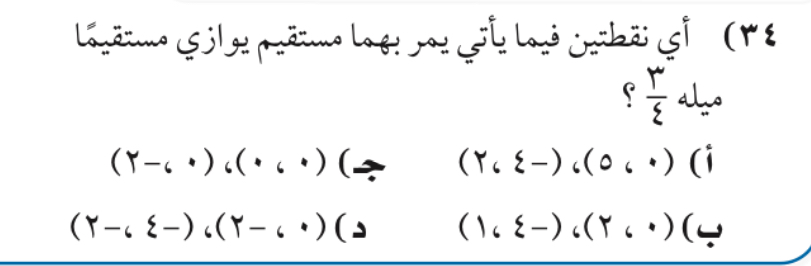 ٣٤) أي نقطتين فيما يأتي يمر بهما مستقيم يوازي مستقيمًا
ميله ٣/٤ ؟
أ) (٠ ، ٥)، (-٤ ،٢) جـ) (٠ ، ٠)، (٠ ،-٢)
ب) (٠ ، ٢)، (-٤ ،١) د) (٠ ، -٢)، (-٤ ،-٢)